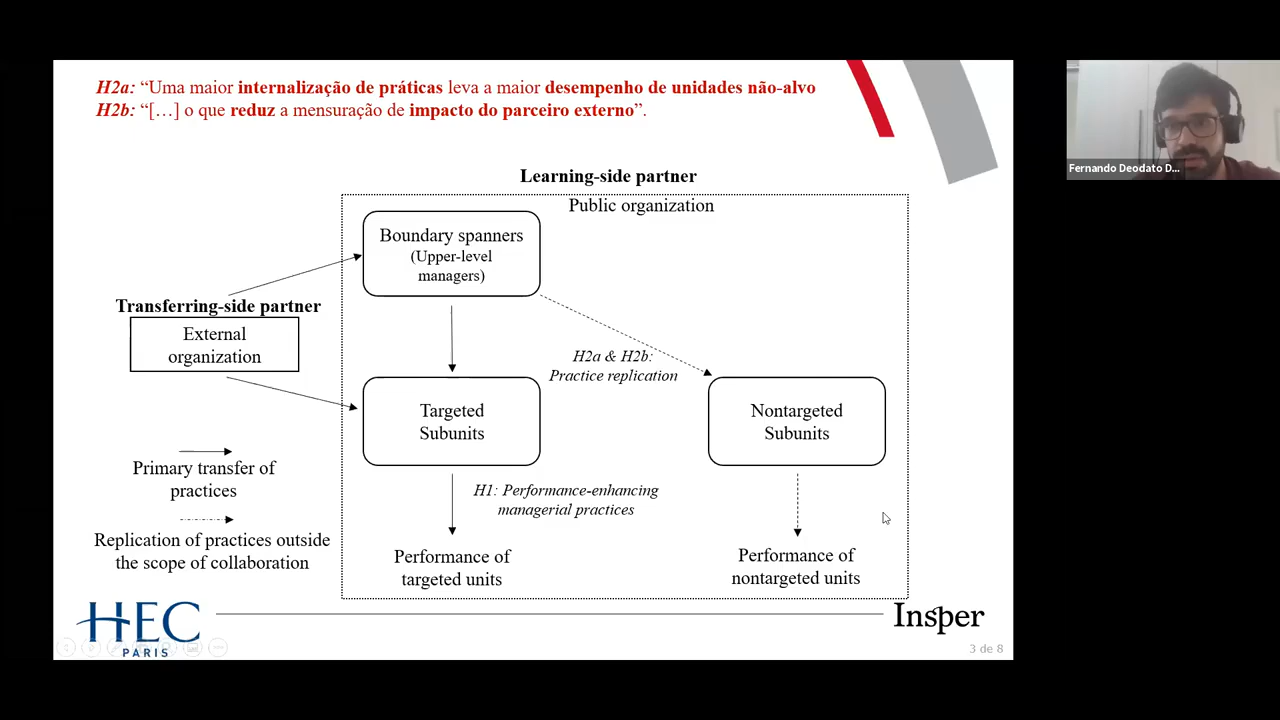 H2a: “Uma maior internalização de práticas leva a maior desempenho de unidades não-alvo
H2b: “[…] o que reduz a mensuração de impacto do parceiro externo”.
Fernando Deodato D...
Learning-side partner
Public organization
Boundary spanners
(Upper-level
managers)
Transferring-side partner
External
organization
H2a & H2b:
Practice replication
Targeted
Subunits
Nontargeted
Subunits
Primary transfer of
practices
H1: Performance-enhancing
managerial practices
Replication of practices outside
the scope of collaboration
Performance of
targeted units
Performance of
nontargeted units
HEC
PARIS
Insper
3 de 8